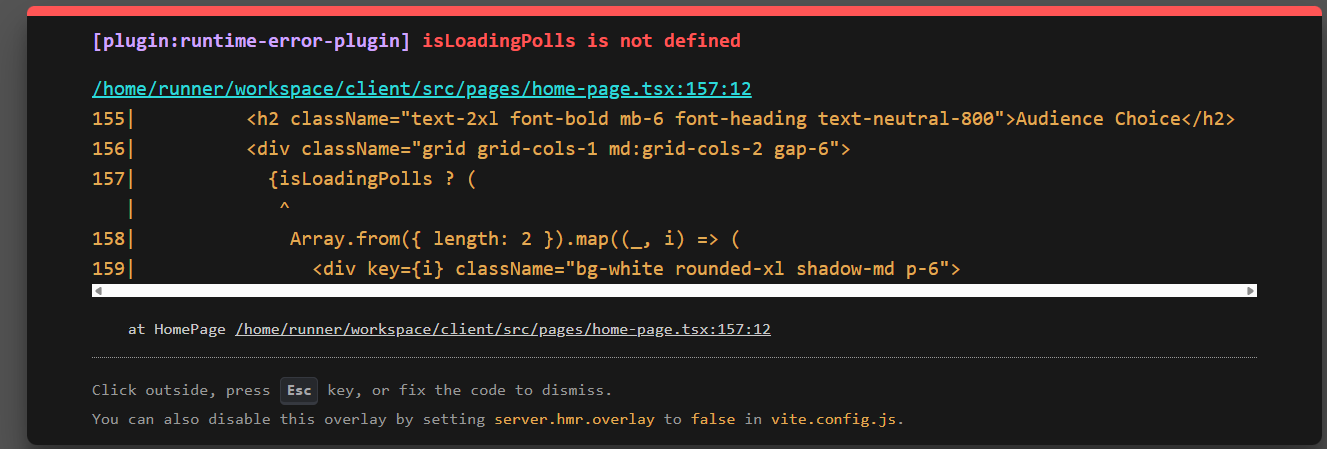 [plugin:runtime-error-plugin] isLoadingPolls is not defined
/home/runner/workspace/client/src/pages/home-page.tsx:157:12
155|          <h2 className="text-2xl font-bold mb-6 font-heading text-neutral-800">Audience Choice</h2>
156|          <div className="grid grid-cols-1 md:grid-cols-2 gap-6">
157|            {isLoadingPolls ? (
   |             ^
158|              Array.from({ length: 2 }).map((_, i) => (
159|                <div key={i} className="bg-white rounded-xl shadow-md p-6">
at HomePage /home/runner/workspace/client/src/pages/home-page.tsx:157:12
Click outside, press Esc key, or fix the code to dismiss.
You can also disable this overlay by setting server.hmr.overlay to false in vite.config.js.